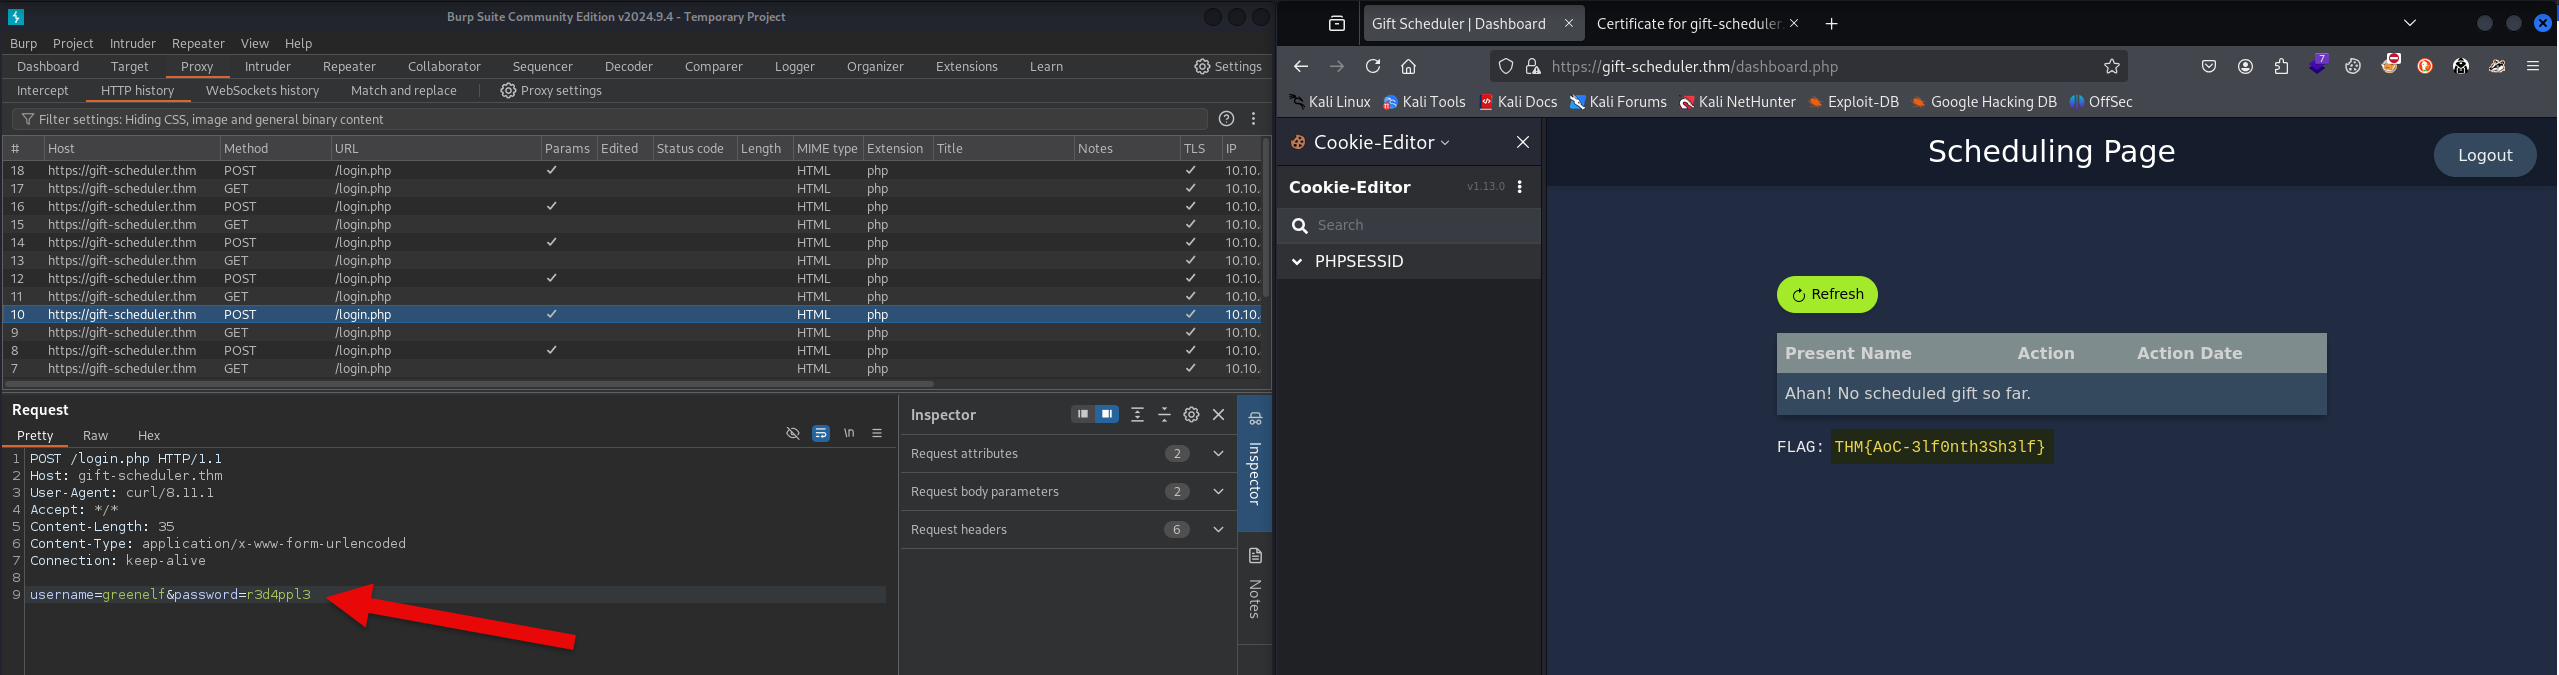 Burp Suite Community Edition v2024.9.4 - Temporary Project
Burp Project Intruder Repeater View Help
Dashboard Target Proxy Intruder Repeater Collaborator Sequencer Decoder Comparer Logger Organizer Extensions Learn Settings
Intercept HTTP history WebSockets history Match and replace Proxy settings
Filter settings: Hiding CSS, image and general binary content
# Host Method URL Params Edited Status code Length MIME type Extension Title Notes TLS IP
18 https://gift-scheduler.thm POST /login.php ✓ HTML php ✓ 10.10.
17 https://gift-scheduler.thm GET /login.php HTML php ✓ 10.10.
16 https://gift-scheduler.thm POST /login.php ✓ HTML php ✓ 10.10.
15 https://gift-scheduler.thm GET /login.php HTML php ✓ 10.10.
14 https://gift-scheduler.thm POST /login.php ✓ HTML php ✓ 10.10.
13 https://gift-scheduler.thm GET /login.php HTML php ✓ 10.10.
12 https://gift-scheduler.thm POST /login.php ✓ HTML php ✓ 10.10.
11 https://gift-scheduler.thm GET /login.php HTML php ✓ 10.10.
10 https://gift-scheduler.thm POST /login.php ✓ HTML php ✓ 10.10.
9 https://gift-scheduler.thm GET /login.php HTML php ✓ 10.10.
8 https://gift-scheduler.thm POST /login.php ✓ HTML php ✓ 10.10.
7 https://gift-scheduler.thm GET /login.php HTML php ✓ 10.10.
Request
Pretty Raw Hex \n
1 POST /login.php HTTP/1.1
2 Host: gift-scheduler.thm
3 User-Agent: curl/8.11.1
4 Accept: */*
5 Content-Length: 35
6 Content-Type: application/x-www-form-urlencoded
7 Connection: keep-alive
8
9 username=greenelf&password=r3d4ppl3
Inspector
Request attributes 2
Request body parameters 2
Request headers 6
Inspector
Notes
Gift Scheduler | Dashboard
Certificate for gift-scheduler.
https://gift-scheduler.thm/dashboard.php
7
Kali Linux Kali Tools Kali Docs Kali Forums Kali NetHunter Exploit-DB Google Hacking DB OffSec
Cookie-Editor
Cookie-Editor v1.13.0
Search
PHPSESSID
Scheduling Page
Logout
Refresh
Present Name Action Action Date
Ahan! No scheduled gift so far.
FLAG: THM{AoC-3lf0nth3Sh3lf}